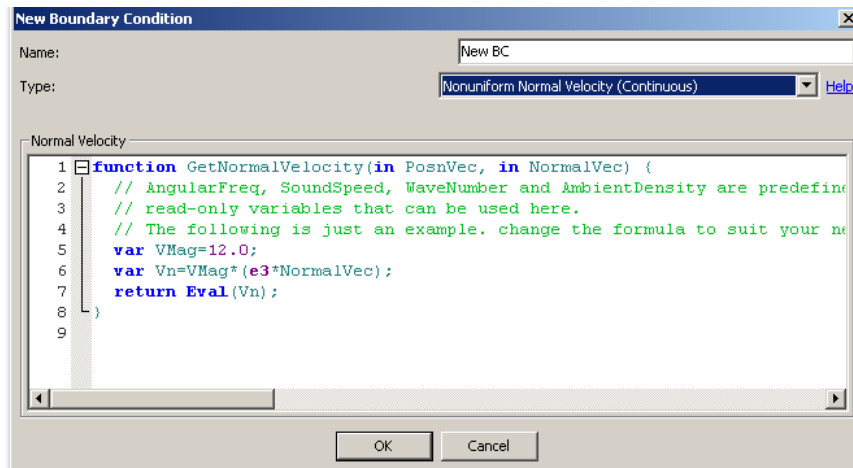 New Boundary Condition
Name: New BC
Type: Nonuniform Normal Velocity (Continuous) Help
Normal Velocity
1 function GetNormalVelocity(in PosnVec, in NormalVec) {
2 // AngularFreq, SoundSpeed, WaveNumber and AmbientDensity are predefine
3 // read-only variables that can be used here.
4 // The following is just an example. change the formula to suit your ne
5 var VMag=12.0;
6 var Vn=VMag*(e3*NormalVec);
7 return Eval(Vn);
8 }
9
OK Cancel